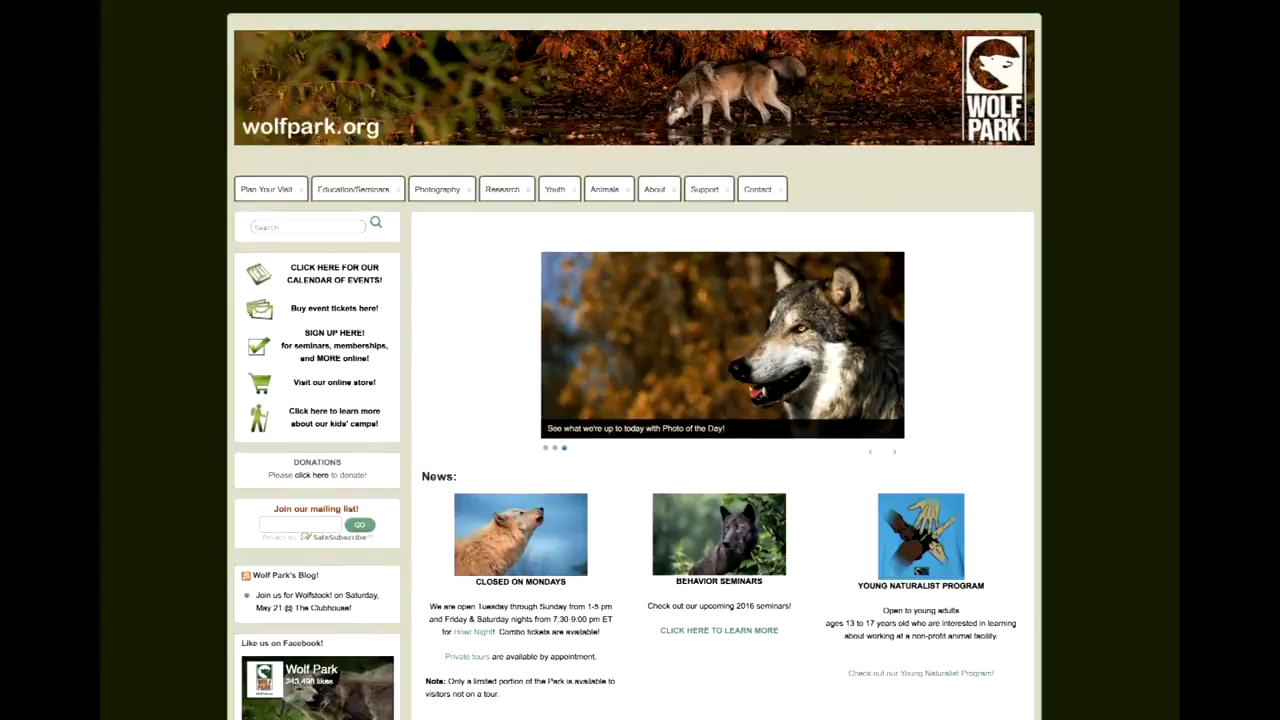 wolfpark.org
WOLF
PARK
Plan Your Visit
Education/Seminars
Photography
Research
Youth
Animals
About
Support
Contact
Search
CLICK HERE FOR OUR
CALENDAR OF EVENTS!
Buy event tickets here!
SIGN UP HERE!
for seminars, memberships,
and MORE online!
Visit our online store!
Click here to learn more
about our kids' camps!
DONATIONS
Please click here to donate!
Join our mailing list!
GO
Privacy by SafeSubscribe
Wolf Park's Blog!
Join us for Wolfstock! on Saturday,
May 21 @ The Clubhouse!
Like us on Facebook!
Wolf Park
243,498 likes
See what we're up to today with Photo of the Day!
News:
CLOSED ON MONDAYS
We are open Tuesday through Sunday from 1-5 pm
and Friday & Saturday nights from 7:30-9:00 pm ET
for Howl Night! Combo tickets are available!
Private tours are available by appointment.
Note: Only a limited portion of the Park is available to
visitors not on a tour.
BEHAVIOR SEMINARS
Check out our upcoming 2016 seminars!
CLICK HERE TO LEARN MORE
YOUNG NATURALIST PROGRAM
Open to young adults
ages 13 to 17 years old who are interested in learning
about working at a non-profit animal facility.
Check out our Young Naturalist Program!